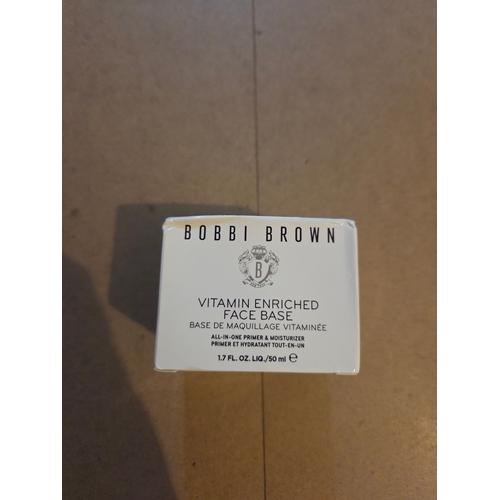 BOBBI BROWN
B
VITAMIN ENRICHED
FACE BASE
BASE DE MAQUILLAGE VITAMINÉE
ALL-IN-ONE PRIMER & MOISTURIZER
PRIMER ET HYDRATANT TOUT-EN-UN
1.7 FL. OZ. LIQ./50 ml ℮